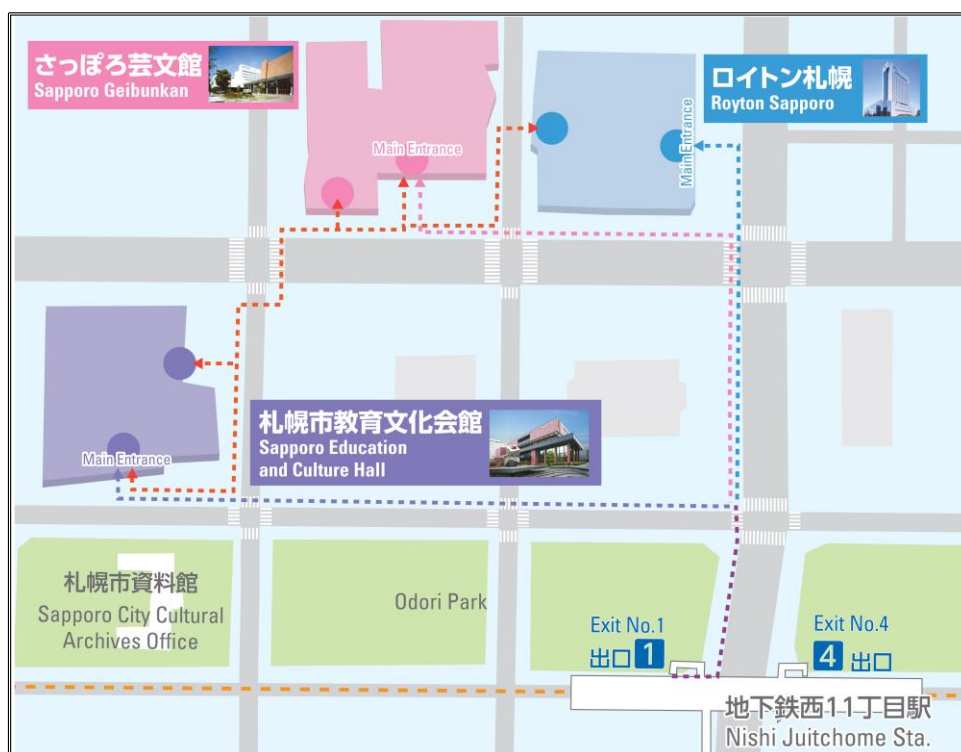 さっぽろ芸文館
Sapporo Geibunkan
ロイトン札幌
Royton Sapporo
Main Entrance
Main Entrance
札幌市教育文化会館
Sapporo Education
and Culture Hall
Main Entrance
札幌市資料館
Sapporo City Cultural
Archives Office
Odori Park
Exit No.1
出口 1
Exit No.4
4 出口
地下鉄西11丁目駅
Nishi Juitchome Sta.